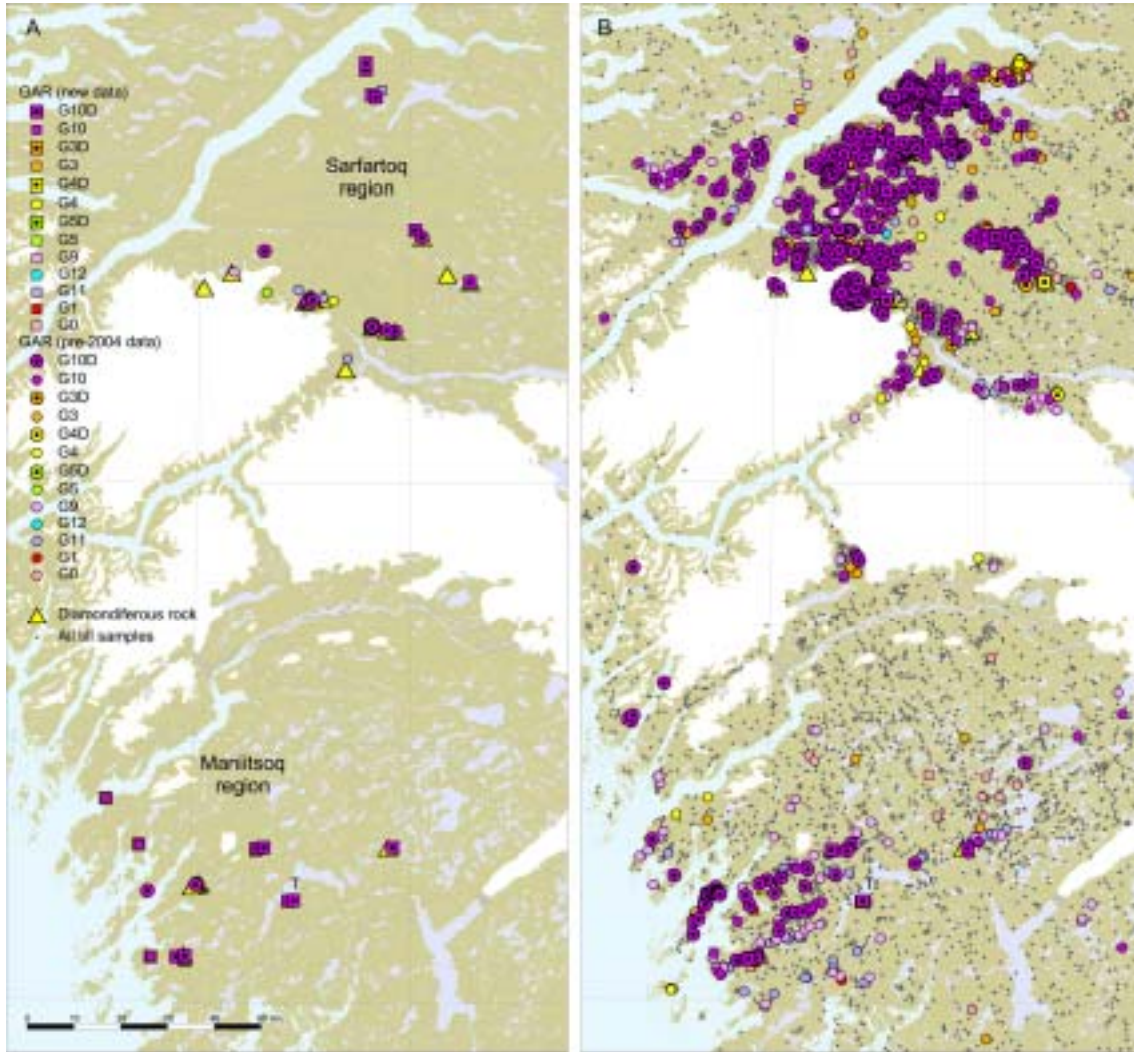 A
GAR (new data)
G10D
G10
G3D
G3
G4D
G4
G5D
G5
G9
G12
G11
G1
G0
GAR (pre-2004 data)
G10D
G10
G3D
G3
G4D
G4
G5D
G5
G9
G12
G11
G1
G0
Diamondiferous rock
All till samples
Sarfartoq
region
Maniitsoq
region
T
0
B
T